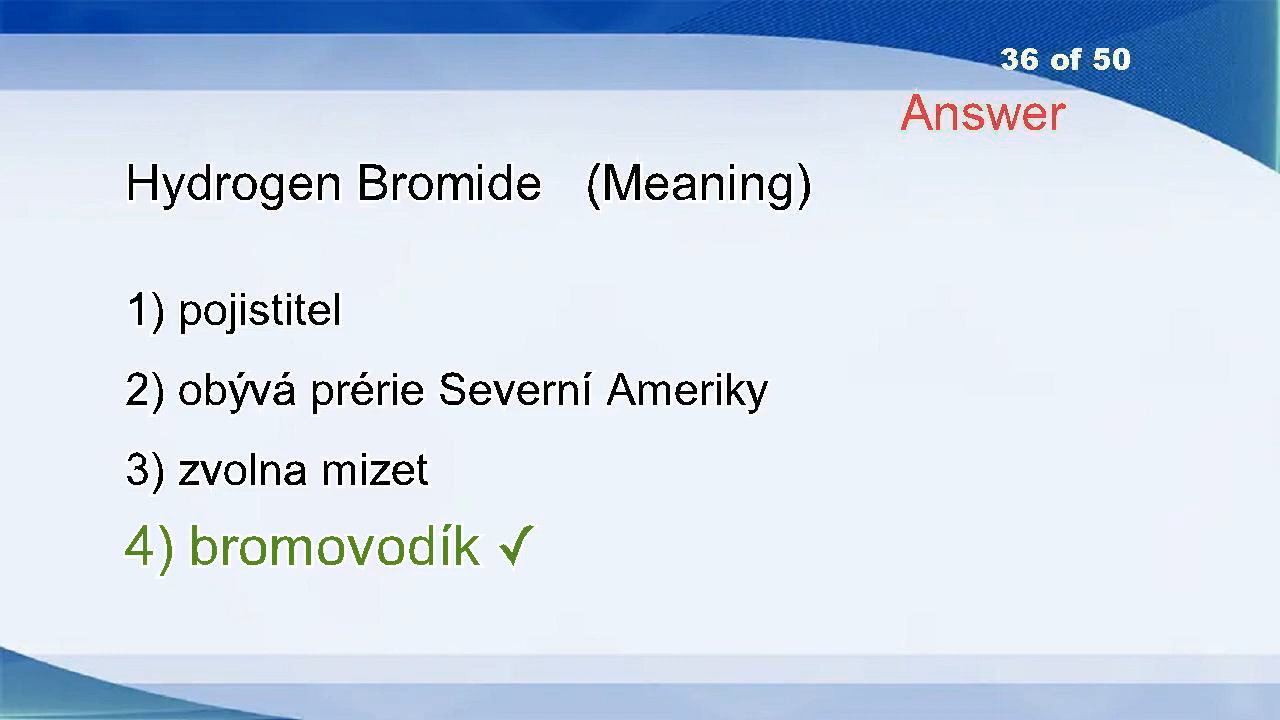 36 of 50
Answer
Hydrogen Bromide (Meaning)
1) pojistitel
2) obývá prérie Severní Ameriky
3) zvolna mizet
4) bromovodík ✓